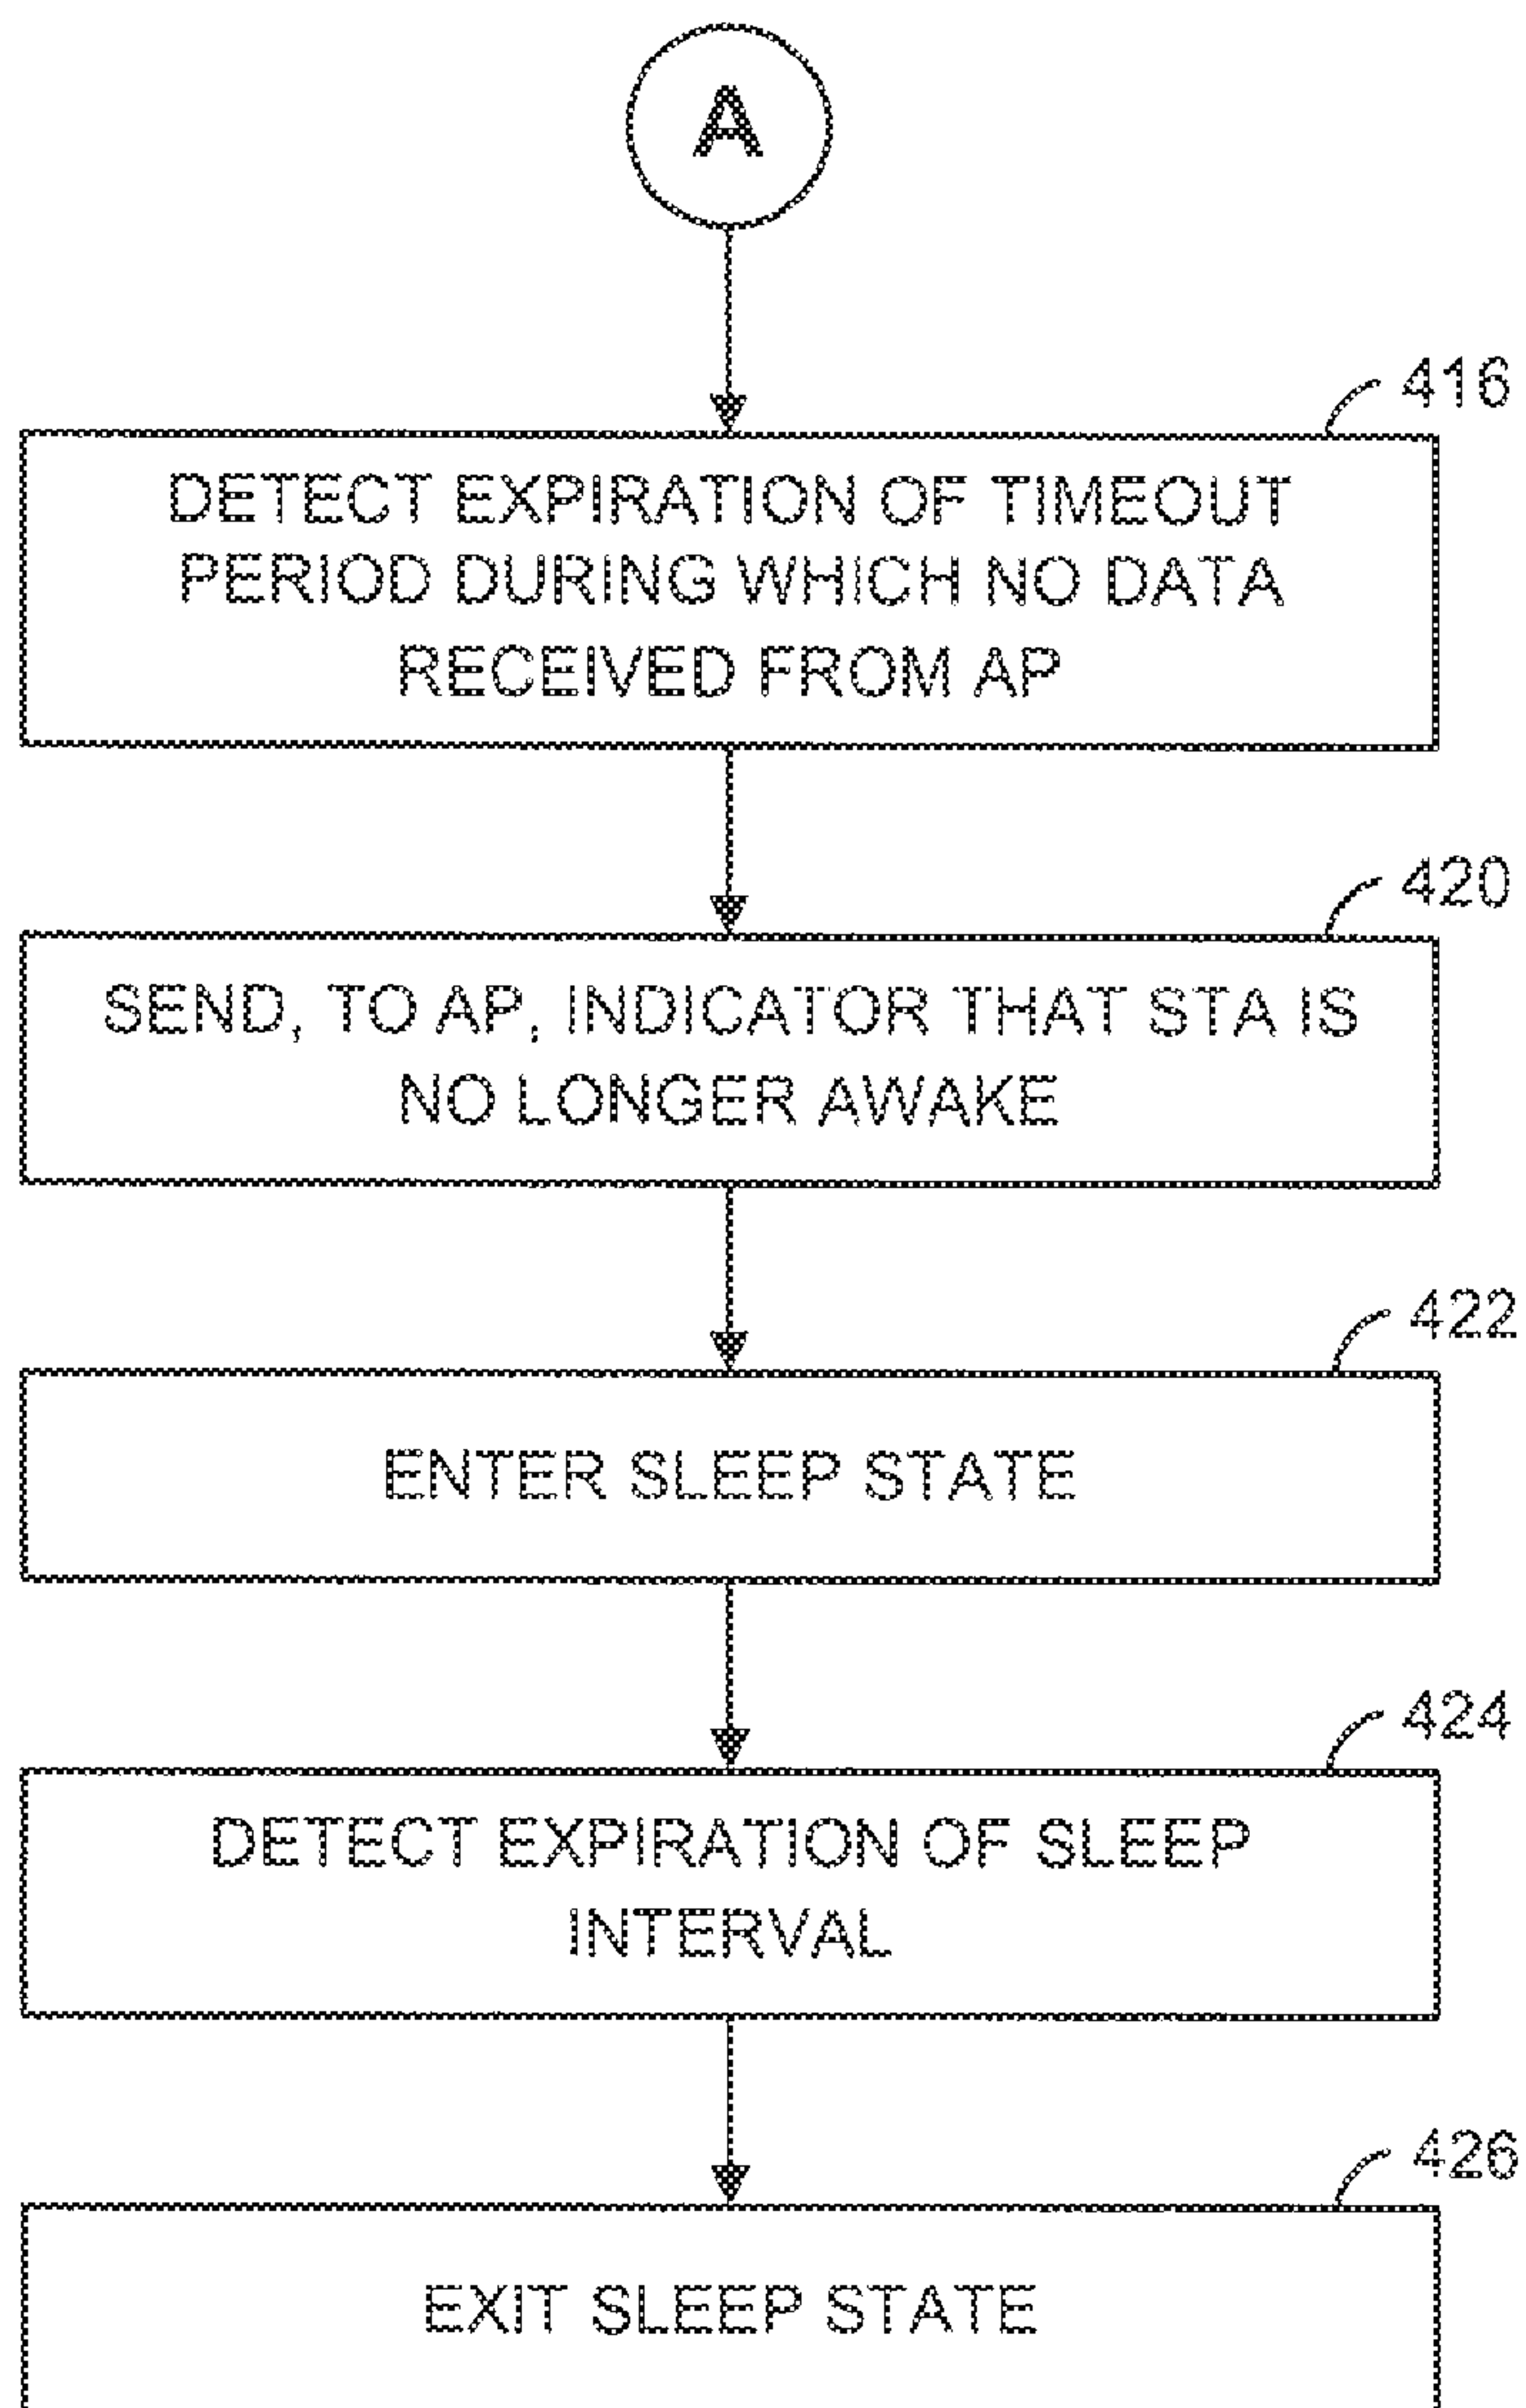 A
416
DETECT EXPIRATION OF TIMEOUT
PERIOD DURING WHICH NO DATA
RECEIVED FROM AP
420
SEND, TO AP, INDICATOR THAT STA IS
NO LONGER AWAKE
422
ENTER SLEEP STATE
424
DETECT EXPIRATION OF SLEEP
INTERVAL
426
EXIT SLEEP STATE